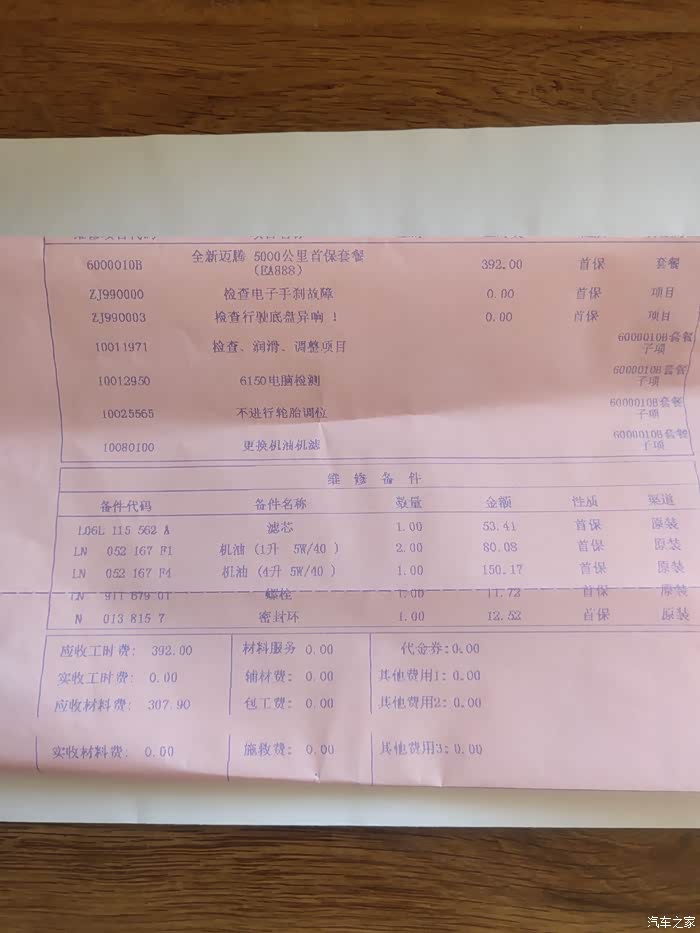 6000010B 全新迈腾 5000公里首保套餐 392.00 首保 套餐
(EA888)
ZJ990000 检查电子手刹故障 0.00 首保 项目
ZJ990003 检查行驶底盘异响！ 0.00 首保 项目
10011971 检查、润滑、调整项目 6000010B套餐
子项
10012950 6150电脑检测 6000010B套餐
子项
10025565 不进行轮胎调位 6000010B套餐
子项
10080100 更换机油机滤 6000010B套餐
子项
维 修 备 件
备件代码 备件名称 数量 金额 性质 渠道
L06L 115 562 A 滤芯 1.00 53.41 首保 原装
LN 052 167 F1 机油 (1升 5W/40 ) 2.00 80.08 首保 原装
LN 052 167 F4 机油 (4升 5W/40 ) 1.00 150.17 首保 原装
LN 911 679 01 螺栓 1.00 11.72 首保 原装
N 013 815 7 密封环 1.00 12.52 首保 原装
应收工时费: 392.00 材料服务 0.00 代金券:0.00
实收工时费: 0.00 辅材费: 0.00 其他费用1: 0.00
应收材料费: 307.90 包工费: 0.00 其他费用2: 0.00
实收材料费: 0.00 施救费: 0.00 其他费用3: 0.00
汽车之家